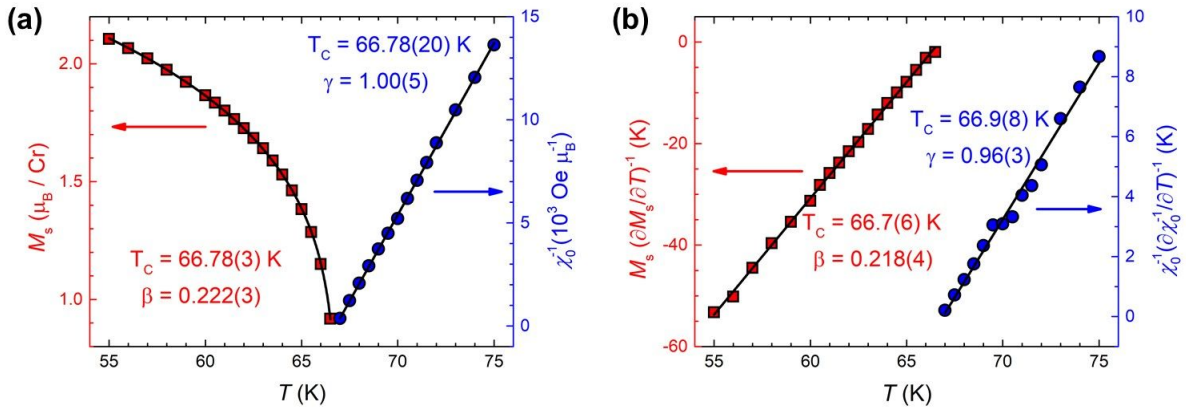 (a)
2.0
1.5
1.0
M_s (μ_B / Cr)
T_C = 66.78(20) K
γ = 1.00(5)
T_C = 66.78(3) K
β = 0.222(3)
15
10
5
0
χ_0^-1 (10^3 Oe μ_B^-1)
55 60 65 70 75
T (K)
(b)
0
-20
-40
-60
M_s (∂M_s/∂T)^-1 (K)
T_C = 66.9(8) K
γ = 0.96(3)
T_C = 66.7(6) K
β = 0.218(4)
10
8
6
4
2
0
χ_0^-1(∂χ_0^-1/∂T)^-1 (K)
55 60 65 70 75
T (K)